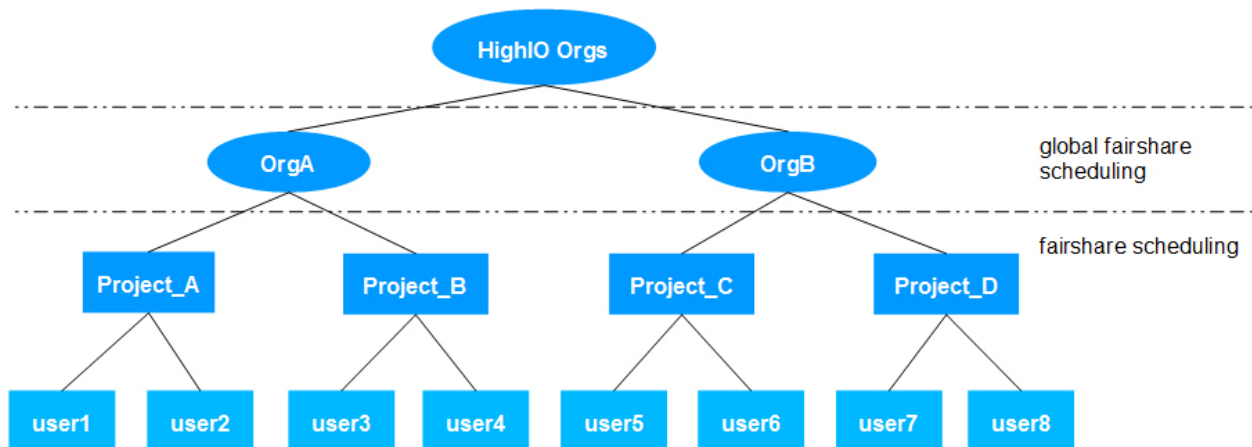 HighIO Orgs
OrgA
OrgB
global fairshare
scheduling
fairshare scheduling
Project_A
Project_B
Project_C
Project_D
user1
user2
user3
user4
user5
user6
user7
user8